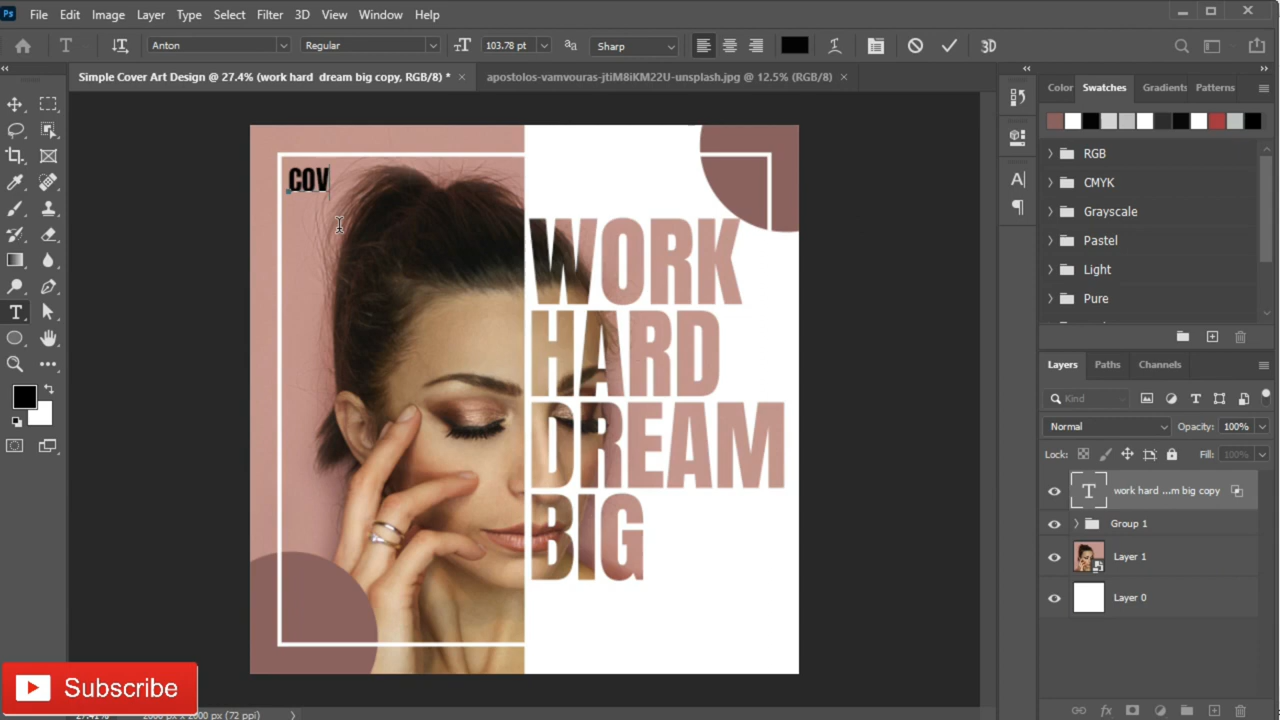 Ps File Edit Image Layer Type Select Filter 3D View Window Help
T Anton Regular 103.78 pt Sharp 3D
Simple Cover Art Design @ 27.4% (work hard dream big copy, RGB/8) *
apostolos-vamvouras-jtiM8iKM22U-unsplash.jpg @ 12.5% (RGB/8)
Color Swatches Gradients Patterns
RGB
CMYK
Grayscale
Pastel
Light
Pure
COV
WORK
HARD
DREAM
BIG
Layers Paths Channels
Kind
Normal Opacity: 100%
Lock: Fill: 100%
work hard ...m big copy
Group 1
Layer 1
Layer 0
Subscribe